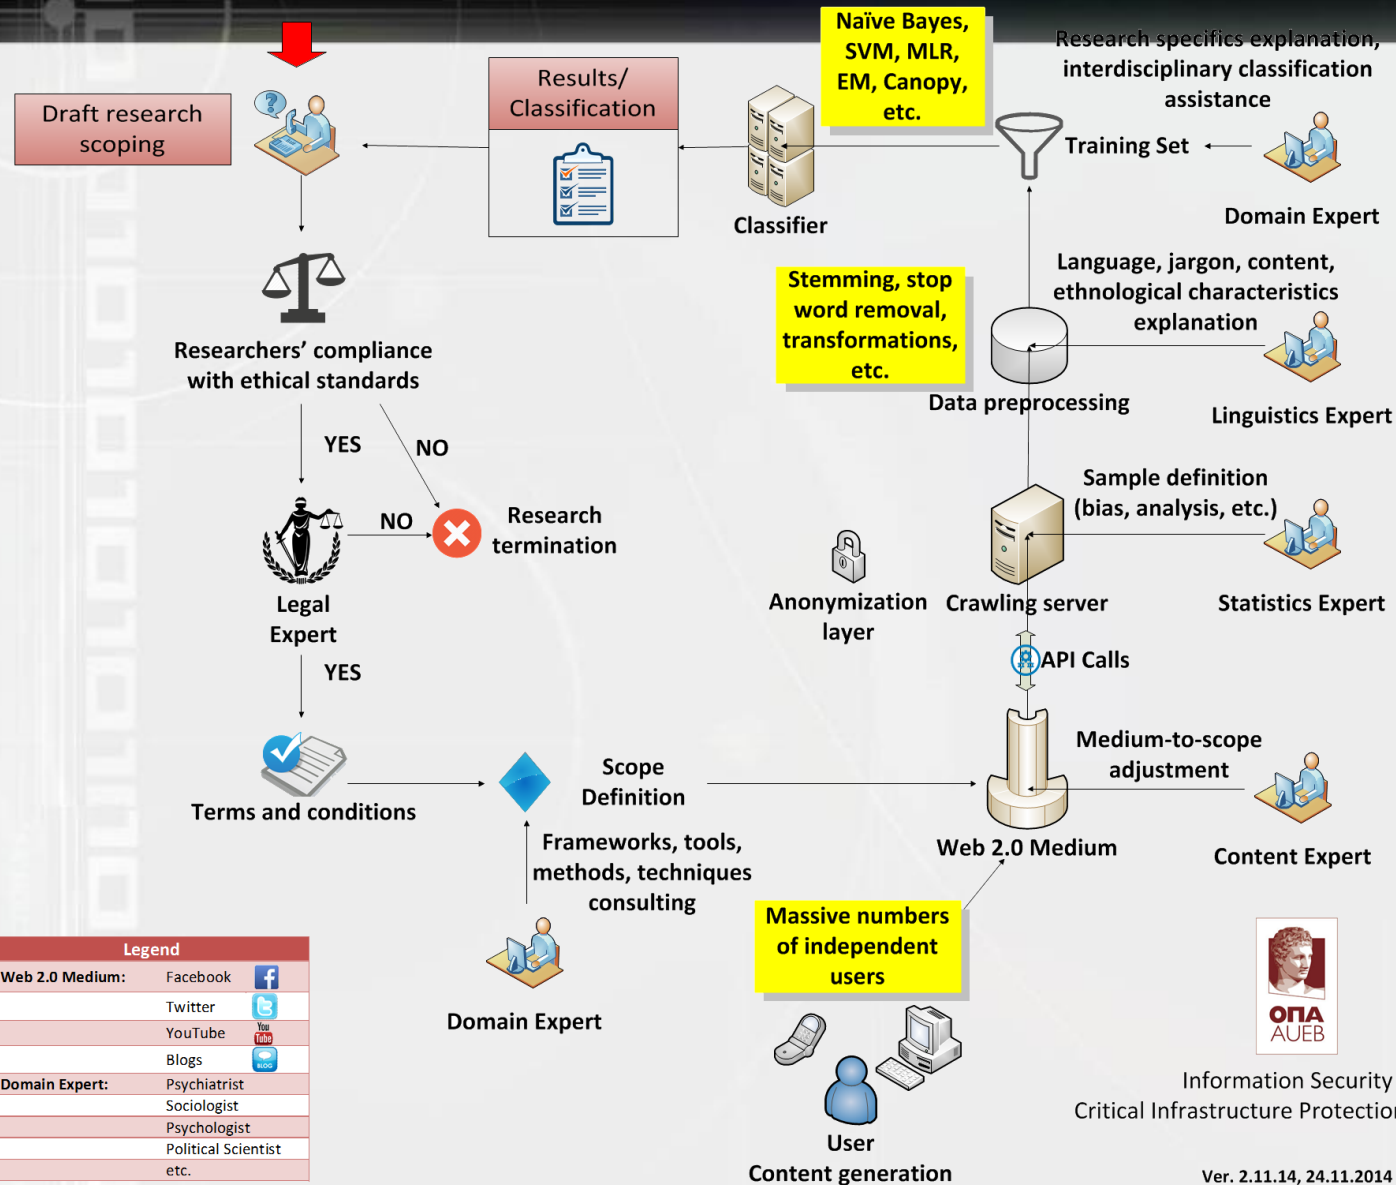 Naïve Bayes,
SVM, MLR,
EM, Canopy,
etc.
Research specifics explanation,
interdisciplinary classification
assistance
Draft research
scoping
Results/
Classification
Training Set
Classifier
Domain Expert
Language, jargon, content,
ethnological characteristics
explanation
Stemming, stop
word removal,
transformations,
etc.
Data preprocessing
Linguistics Expert
Researchers’ compliance
with ethical standards
YES
NO
Sample definition
(bias, analysis, etc.)
NO
Research
termination
Legal
Expert
Anonymization
layer
Crawling server
Statistics Expert
YES
API Calls
Medium-to-scope
adjustment
Scope
Definition
Terms and conditions
Frameworks, tools,
methods, techniques
consulting
Web 2.0 Medium
Content Expert
Massive numbers
of independent
users
Domain Expert
Legend
Web 2.0 Medium: Facebook f
Twitter
YouTube You Tube
Blogs BLOG
Domain Expert: Psychiatrist
Sociologist
Psychologist
Political Scientist
etc.
User
Content generation
ΟΠΑ
AUEB
Information Security
Critical Infrastructure Protection
Ver. 2.11.14, 24.11.2014